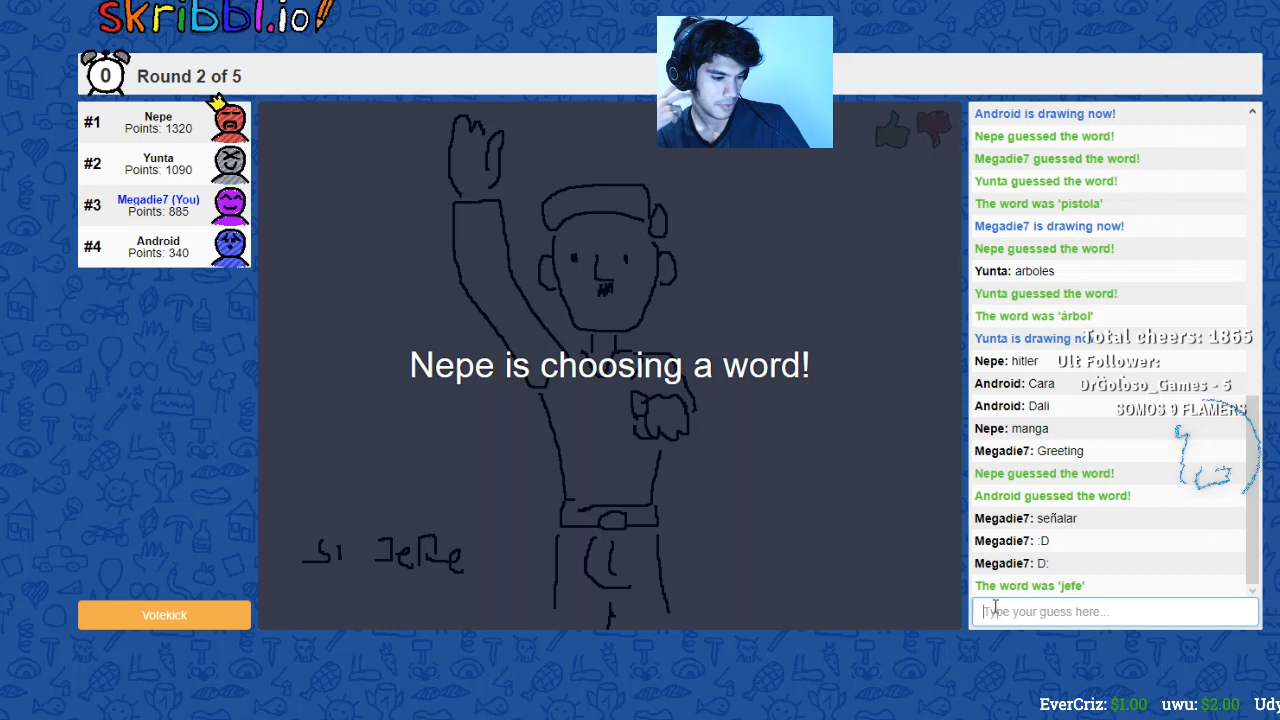 skribbl.io
0
Round 2 of 5
#1
Nepe
Points: 1320
#2
Yunta
Points: 1090
#3
Megadie7 (You)
Points: 885
#4
Android
Points: 340
Votekick
Nepe is choosing a word!
SI JeRe
Android is drawing now!
Nepe guessed the word!
Megadie7 guessed the word!
Yunta guessed the word!
The word was 'pistola'
Megadie7 is drawing now!
Nepe guessed the word!
Yunta: arboles
Yunta guessed the word!
The word was 'árbol'
Yunta is drawing
Total cheers: 1865
Nepe: hitler
Ult Follower:
Android: Cara
DrGoloso_Games - 5
Android: Dali
SOMOS 9 FLAMERS
Nepe: manga
Megadie7: Greeting
Nepe guessed the word!
Android guessed the word!
Megadie7: señalar
Megadie7: :D
Megadie7: D:
The word was 'jefe'
Type your guess here...
EverCriz: $1.00 uwu: $2.00 Udy